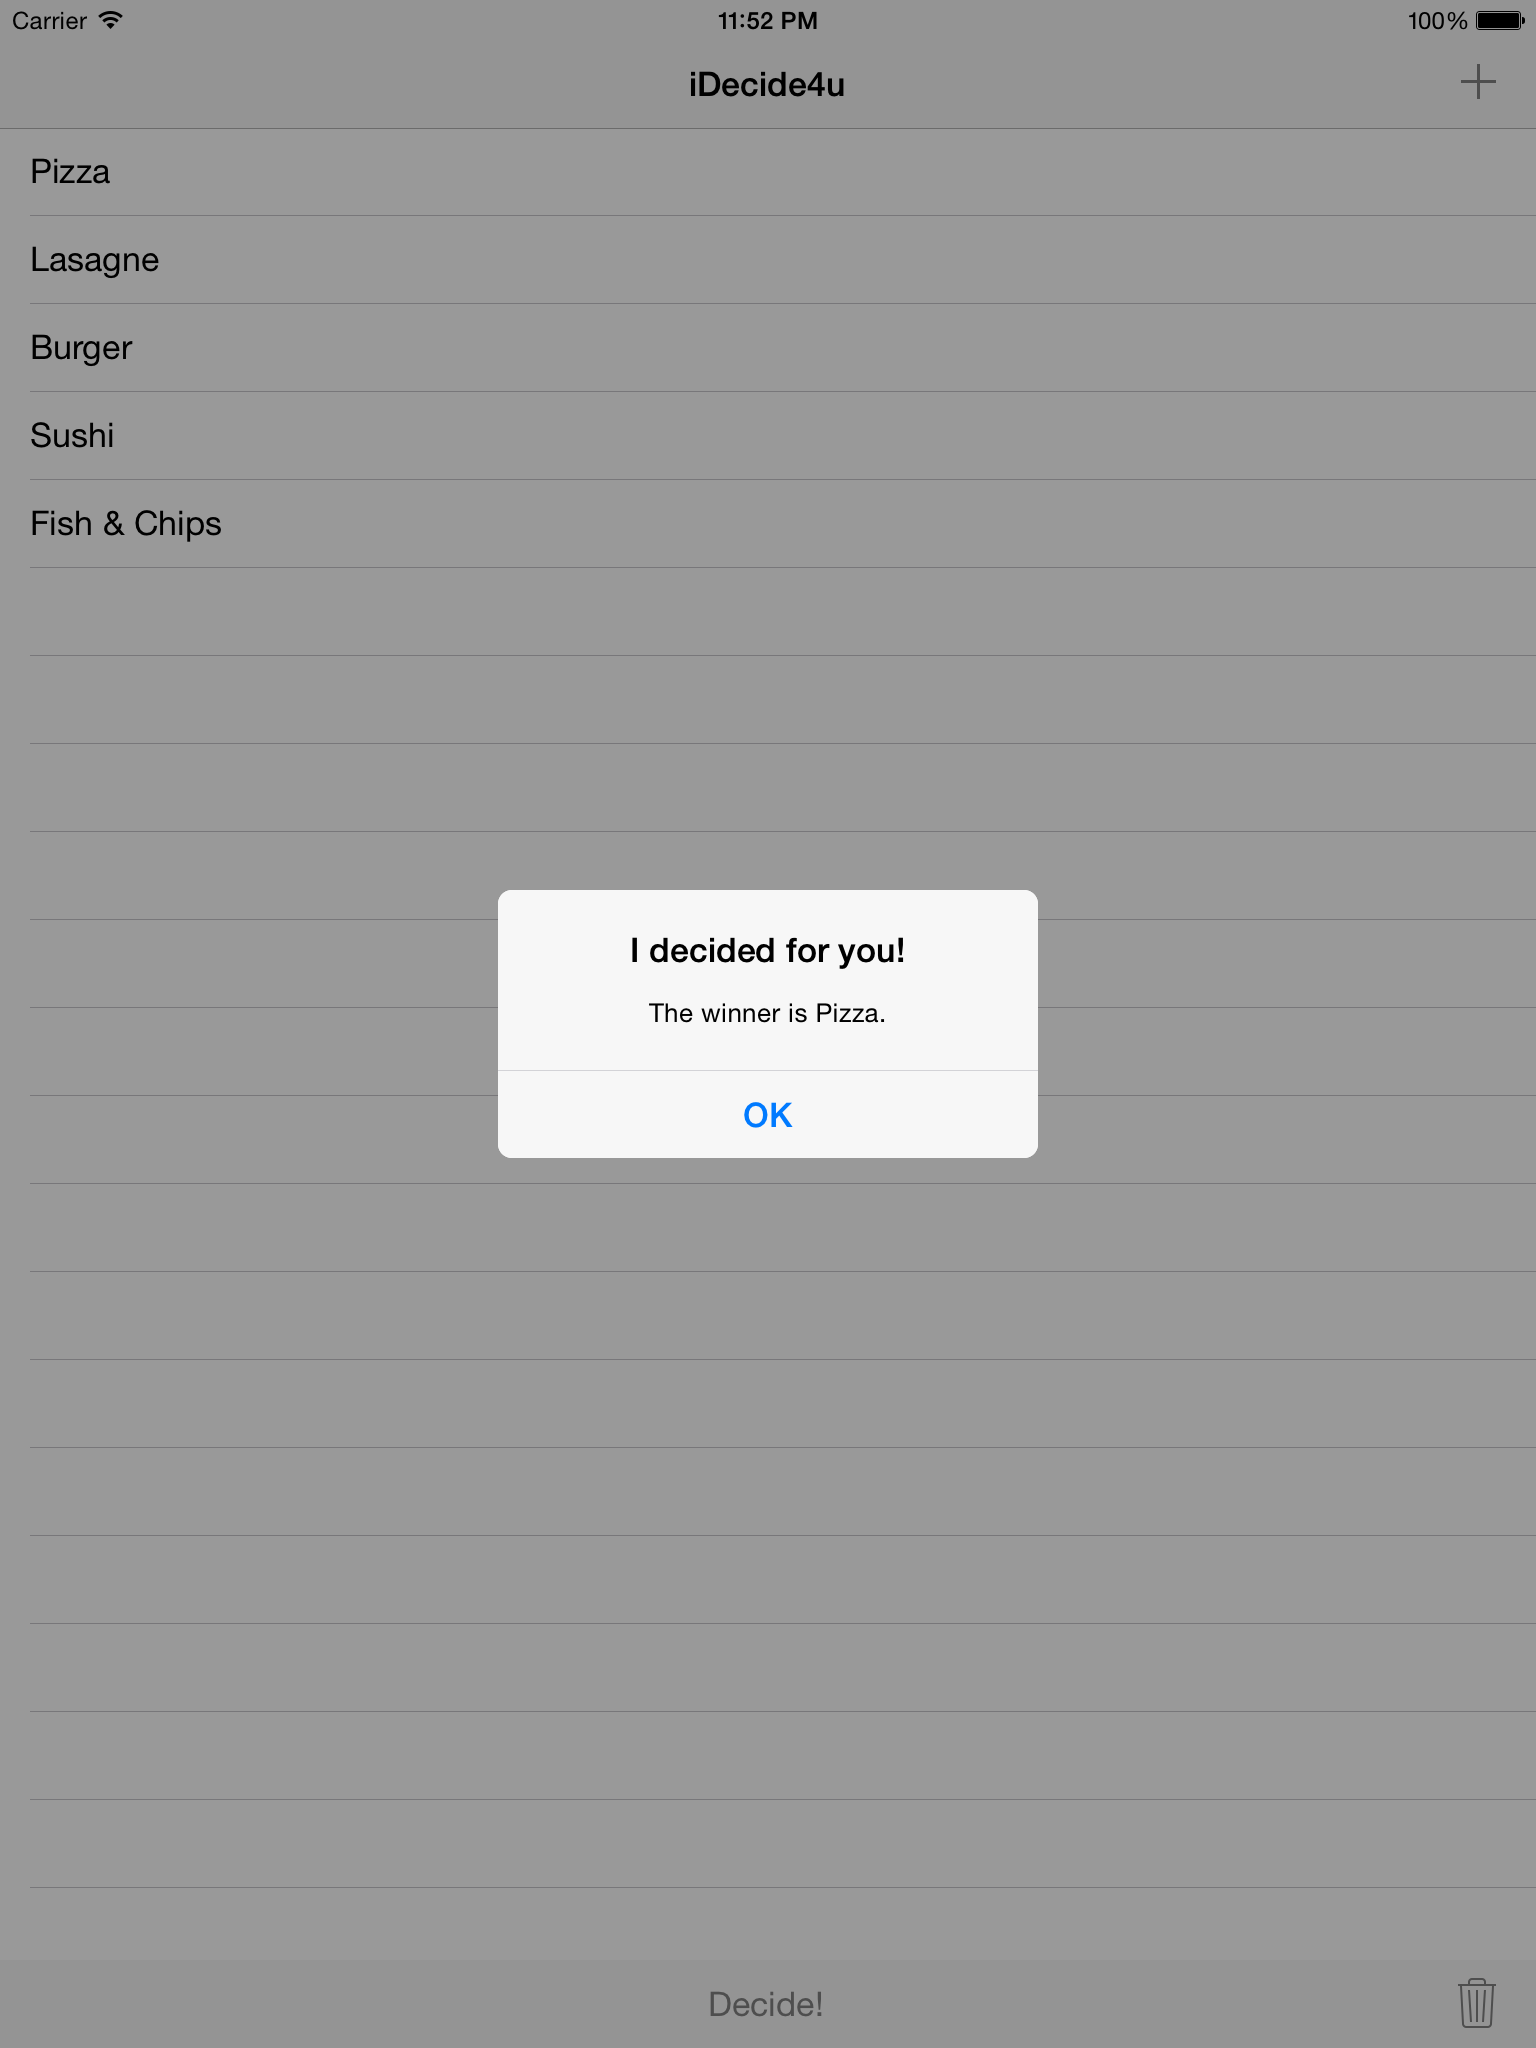 Carrier 11:52 PM 100%
iDecide4u
Pizza
Lasagne
Burger
Sushi
Fish & Chips
I decided for you!
The winner is Pizza.
OK
Decide!